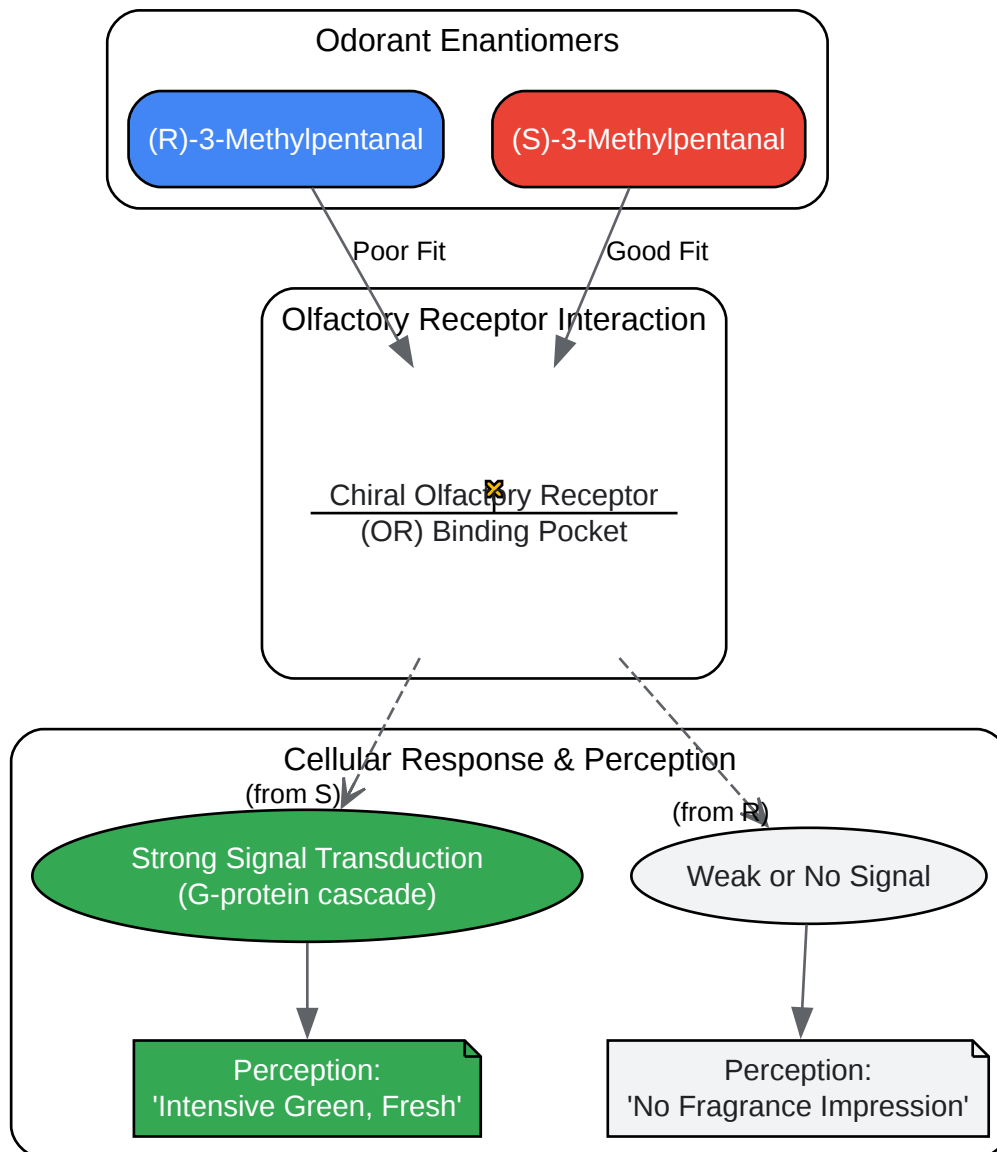 Odorant Enantiomers
(R)-3-Methylpentanal
(S)-3-Methylpentanal
Poor Fit
Good Fit
Olfactory Receptor Interaction
Chiral Olfactory Receptor
(OR) Binding Pocket
Cellular Response & Perception
(from S)
(from R)
Strong Signal Transduction
(G-protein cascade)
Weak or No Signal
Perception:
'Intensive Green, Fresh'
Perception:
'No Fragrance Impression'